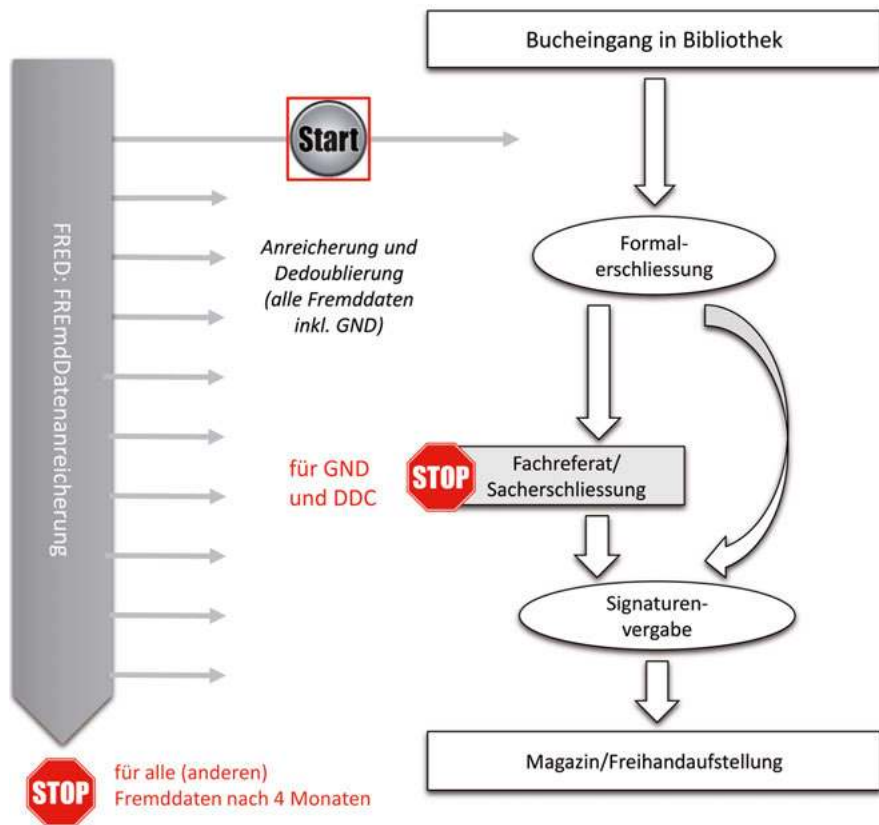 Bucheingang in Bibliothek
Start
FRED: FREmdDatenanreicherung
Anreicherung und
Dedoublierung
(alle Fremddaten
inkl. GND)
Formal-
erschliessung
für GND
und DDC
STOP
Fachreferat/
Sacherschliessung
Signaturen-
vergabe
Magazin/Freihandaufstellung
STOP
für alle (anderen)
Fremddaten nach 4 Monaten